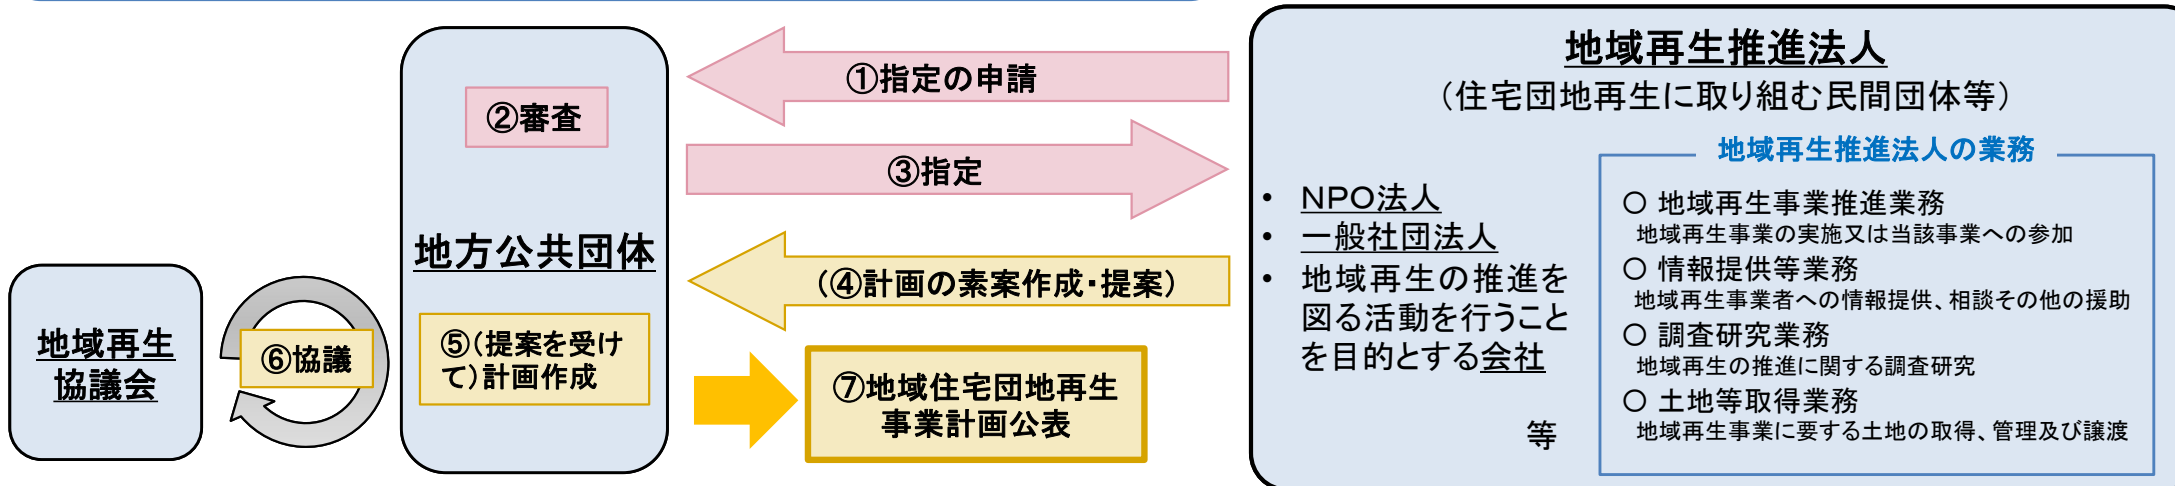 地域再生
協議会
⑥協議
②審査
地方公共団体
⑤(提案を受け
て)計画作成
①指定の申請
③指定
(④計画の素案作成・提案)
⑦地域住宅団地再生
事業計画公表
地域再生推進法人
(住宅団地再生に取り組む民間団体等)
• NPO法人
• 一般社団法人
• 地域再生の推進を
図る活動を行うこと
を目的とする会社
等
地域再生推進法人の業務
○ 地域再生事業推進業務
地域再生事業の実施又は当該事業への参加
○ 情報提供等業務
地域再生事業者への情報提供、相談その他の援助
○ 調査研究業務
地域再生の推進に関する調査研究
○ 土地等取得業務
地域再生事業に要する土地の取得、管理及び譲渡